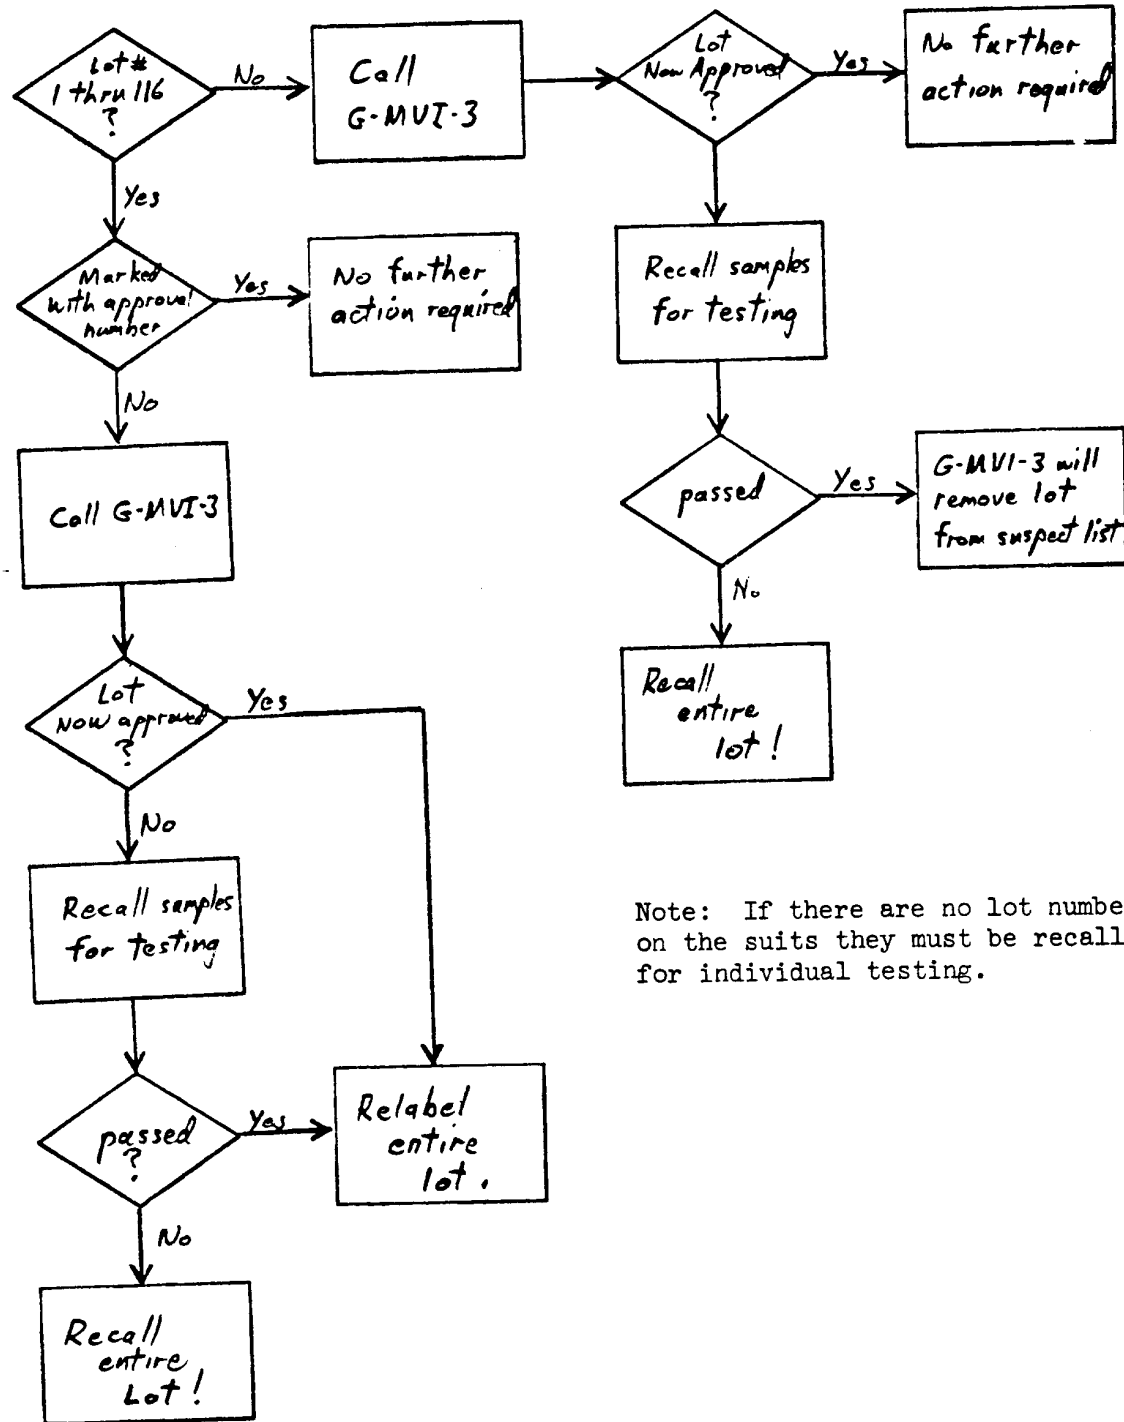 Lot #
1 thru 116
?
No
Call
G-MVI-3
Lot
Now Approved
?
Yes
No further
action required
Yes
Marked
with approval
number
Yes
No further
action required
Recall samples
for testing
No
Call G-MVI-3
passed
Yes
G-MVI-3 will
remove lot
from suspect list.
No
Recall
entire
lot!
Lot
Now approved
?
Yes
No
Recall samples
for testing
Note: If there are no lot numbe
on the suits they must be recall
for individual testing.
passed
?
Yes
Relabel
entire
lot.
No
Recall
entire
Lot!